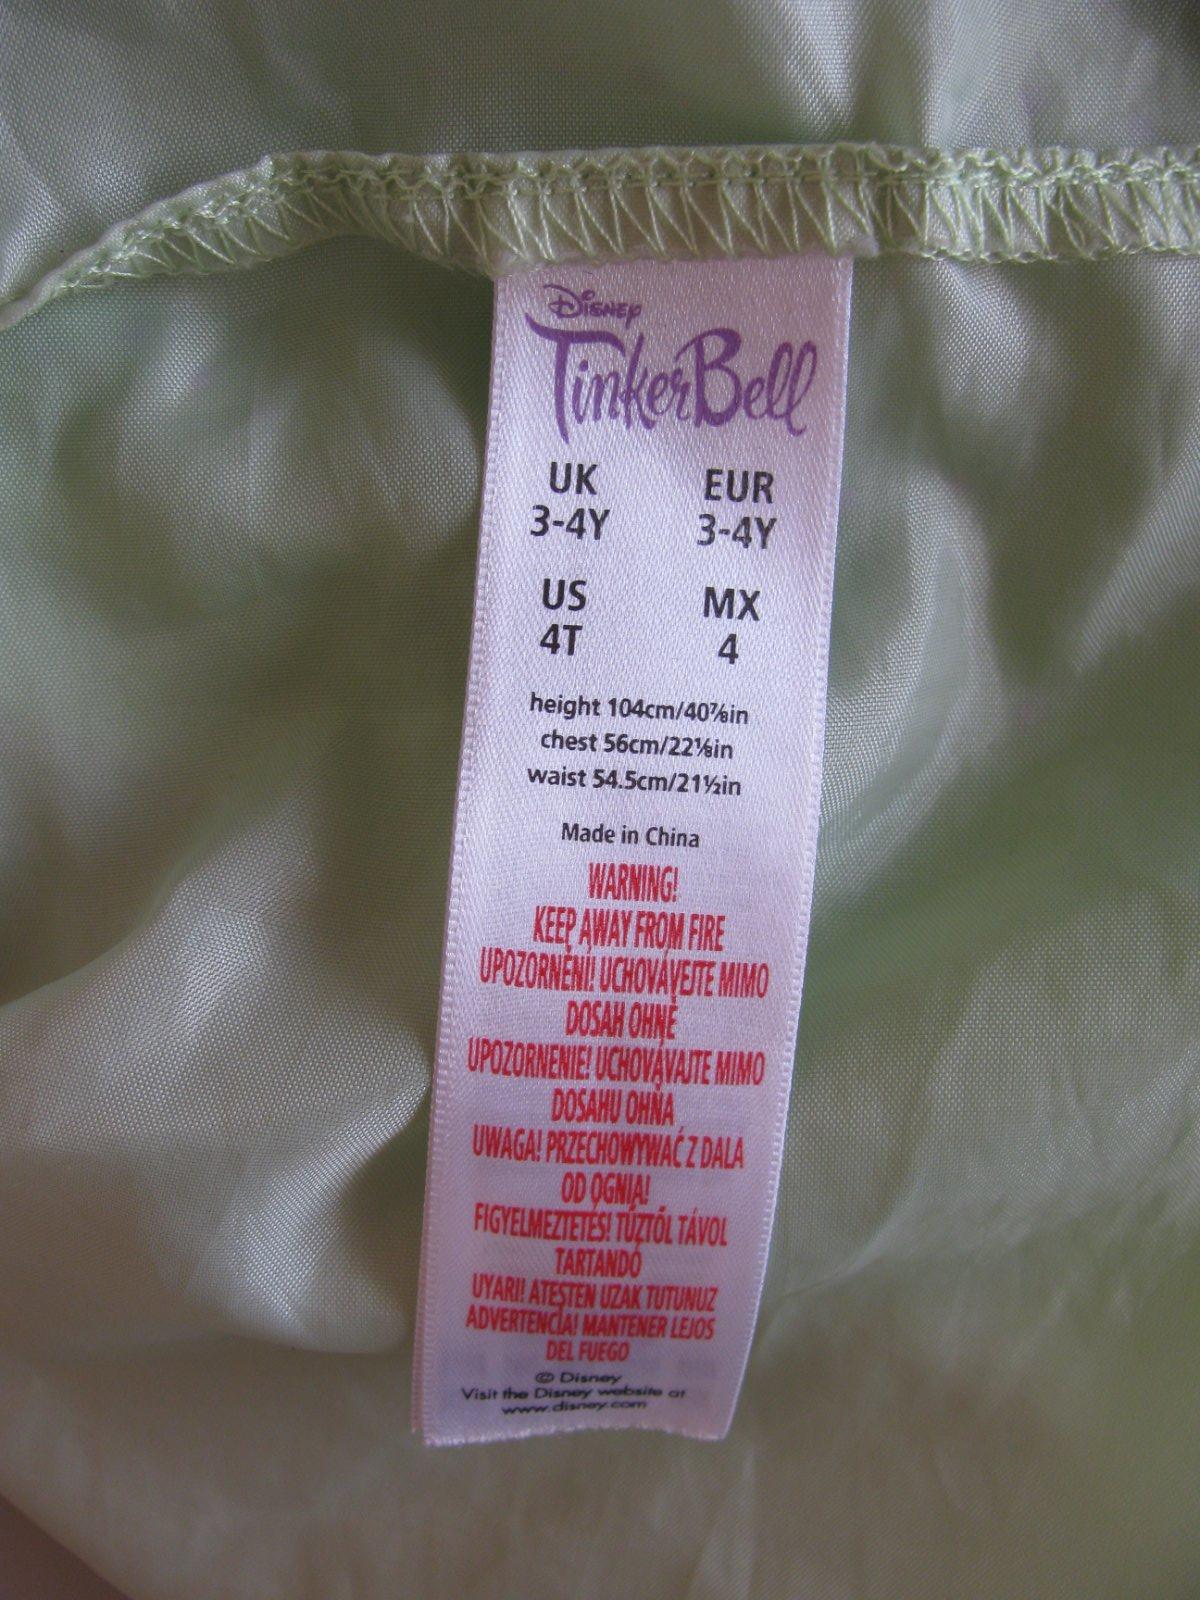 Disney
TinkerBell
UK EUR
3-4Y 3-4Y
US MX
4T 4
height 104cm/40⅞in
chest 56cm/22⅛in
waist 54.5cm/21½in
Made in China
WARNING!
KEEP AWAY FROM FIRE
UPOZORNĚNÍ! UCHOVÁVEJTE MIMO
DOSAH OHNĚ
UPOZORNENIE! UCHOVÁVAJTE MIMO
DOSAHU OHŇA
UWAGA! PRZECHOWYWAĆ Z DALA
OD OGNIA!
FIGYELMEZTETÉS! TŰZTŐL TÁVOL
TARTANDÓ
UYARI! ATEŞTEN UZAK TUTUNUZ
ADVERTENCIA! MANTENER LEJOS
DEL FUEGO
© Disney
Visit the Disney website at
www.disney.com